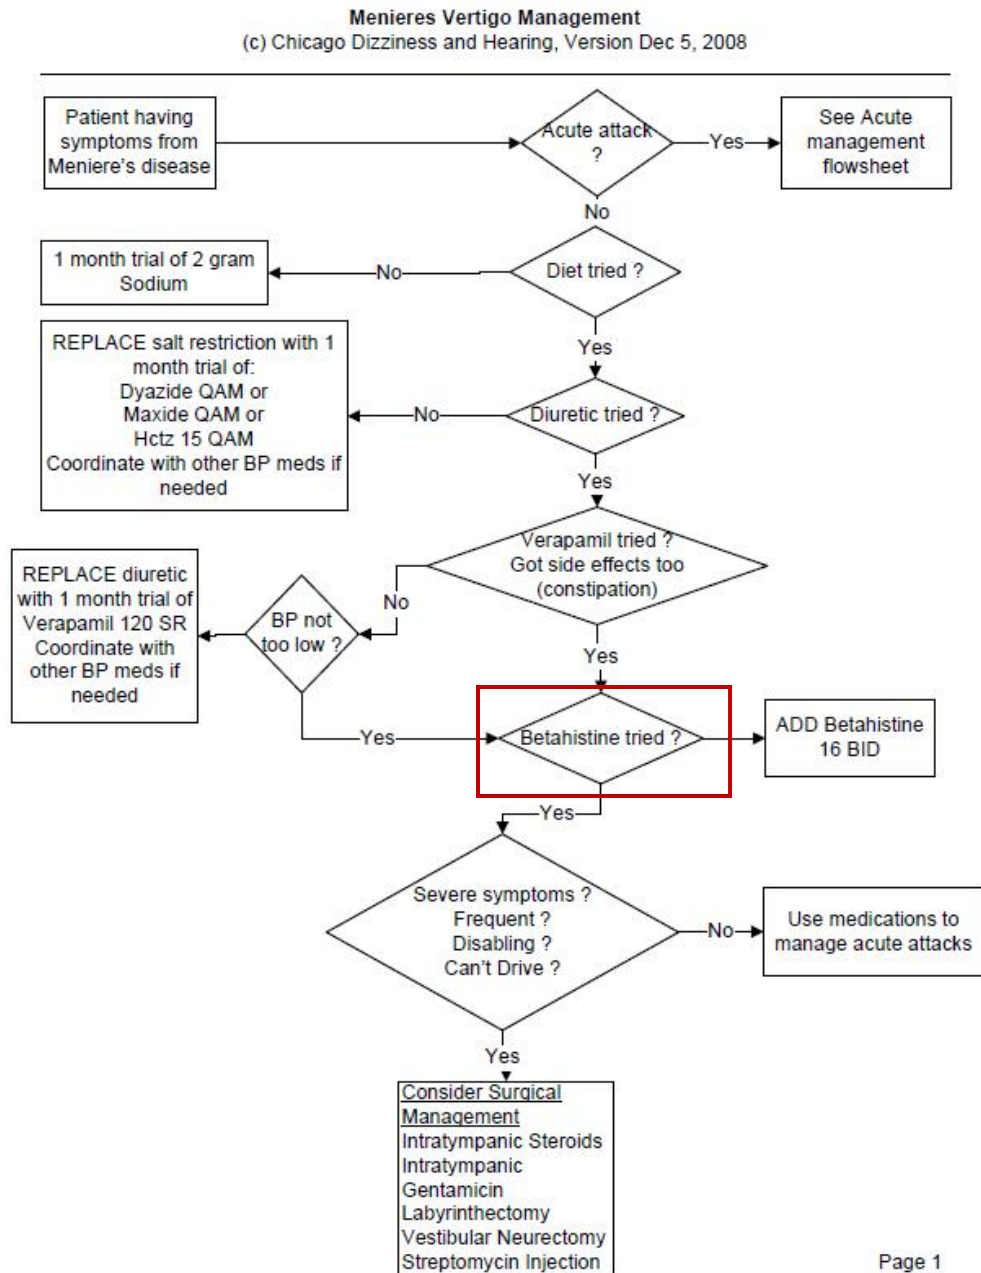 Menieres Vertigo Management
(c) Chicago Dizziness and Hearing, Version Dec 5, 2008
Patient having
symptoms from
Meniere's disease
Acute attack
?
Yes
See Acute
management
flowsheet
No
Diet tried ?
No
1 month trial of 2 gram
Sodium
Yes
Diuretic tried ?
No
REPLACE salt restriction with 1
month trial of:
Dyazide QAM or
Maxide QAM or
Hctz 15 QAM
Coordinate with other BP meds if
needed
Yes
Verapamil tried ?
Got side effects too
(constipation)
No
BP not
too low ?
REPLACE diuretic
with 1 month trial of
Verapamil 120 SR
Coordinate with
other BP meds if
needed
Yes
Yes
Betahistine tried ?
ADD Betahistine
16 BID
Yes
Severe symptoms ?
Frequent ?
Disabling ?
Can't Drive ?
No
Use medications to
manage acute attacks
Yes
Consider Surgical
Management
Intratympanic Steroids
Intratympanic
Gentamicin
Labyrinthectomy
Vestibular Neurectomy
Streptomycin Injection
Page 1